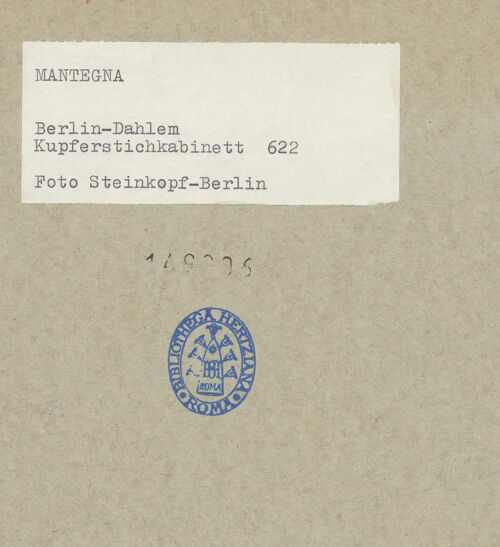 MANTEGNA
Berlin-Dahlem
Kupferstichkabinett 622
Foto Steinkopf-Berlin
BIBLIOTHECA HERTZIANA
ROMA
ROMA